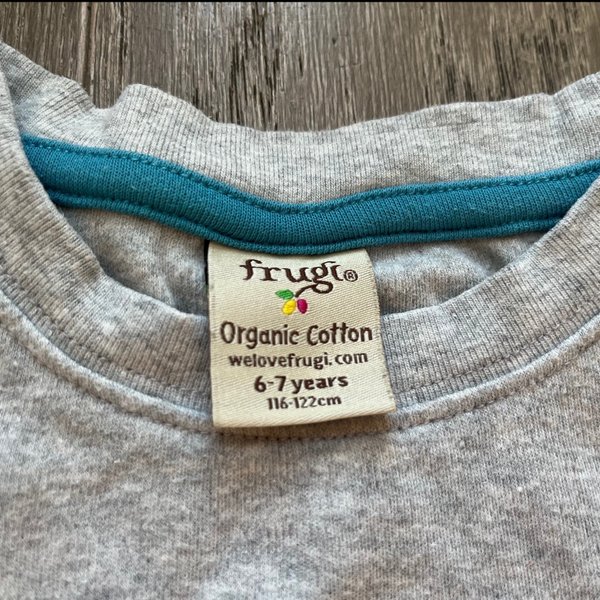 frugi®
Organic Cotton
welovefrugi.com
6-7 years
116-122cm